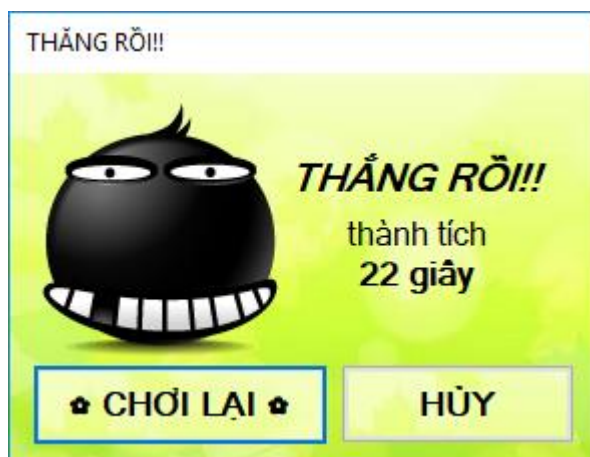 THẮNG RỒI!!
THẮNG RỒI!!
thành tích
22 giây
✿ CHƠI LẠI ✿
HỦY